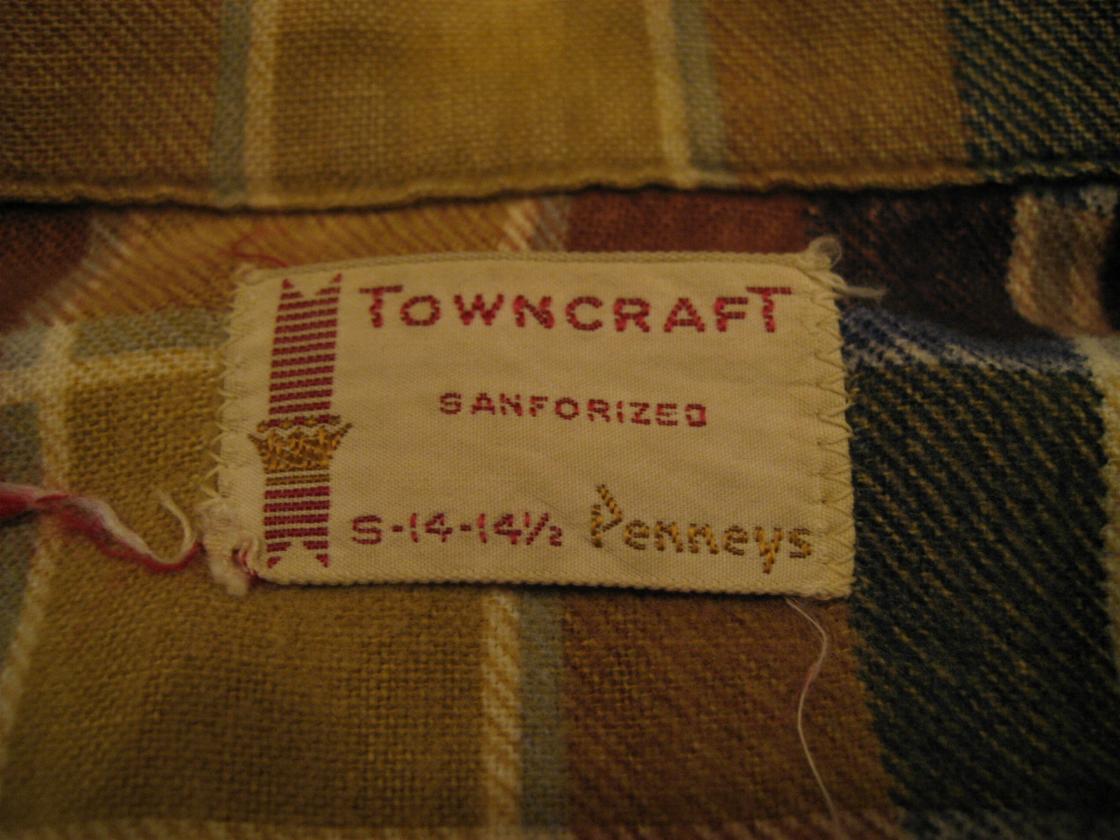 TOWNCRAFT
SANFORIZED
S-14-14½ Penneys